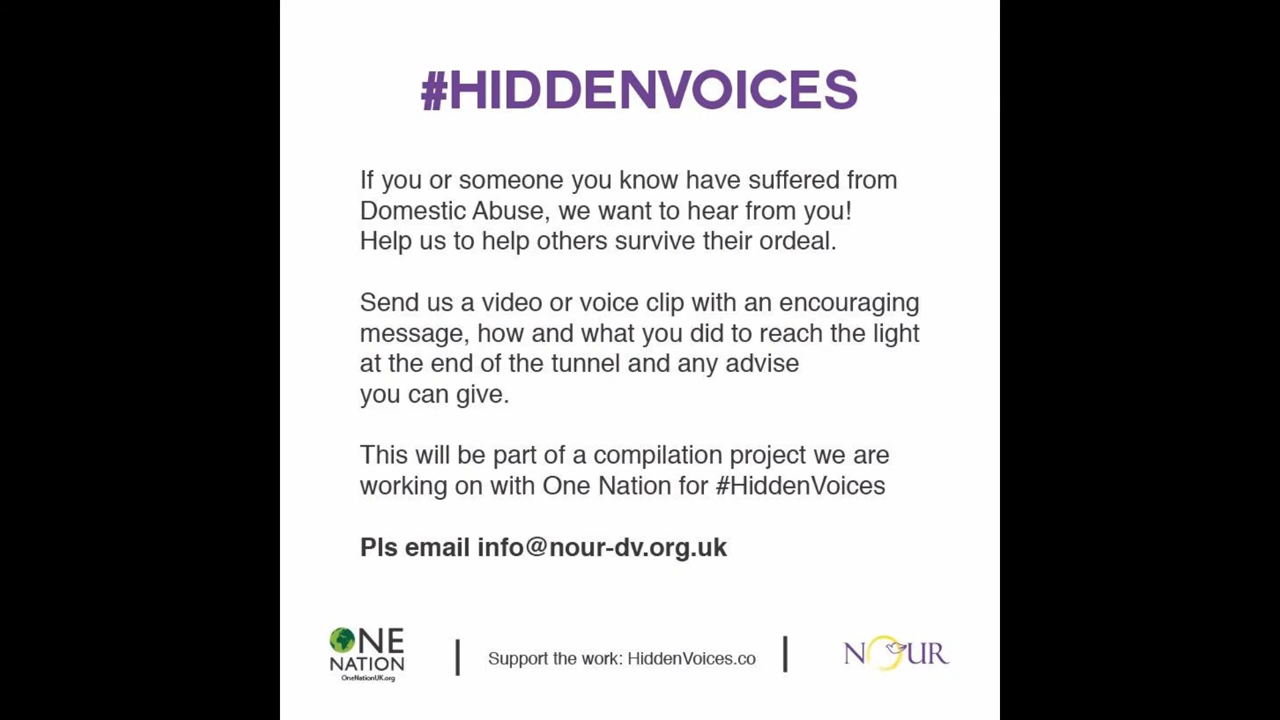 #HIDDENVOICES
If you or someone you know have suffered from
Domestic Abuse, we want to hear from you!
Help us to help others survive their ordeal.
Send us a video or voice clip with an encouraging
message, how and what you did to reach the light
at the end of the tunnel and any advise
you can give.
This will be part of a compilation project we are
working on with One Nation for #HiddenVoices
Pls email info@nour-dv.org.uk
ONE
NATION
OneNationUK.org
Support the work: HiddenVoices.co
NOUR